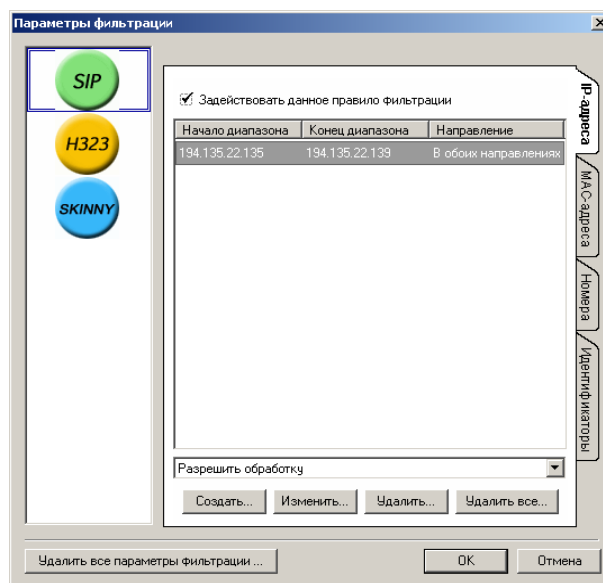 Параметры фильтрации
SIP
H323
SKINNY
Задействовать данное правило фильтрации
Начало диапазона Конец диапазона Направление
194.135.22.135 194.135.22.139 В обоих направлениях
IP-адреса
MAC-адреса
Номера
Идентификаторы
Разрешить обработку
Создать... Изменить... Удалить... Удалить все...
Удалить все параметры фильтрации ... OK Отмена